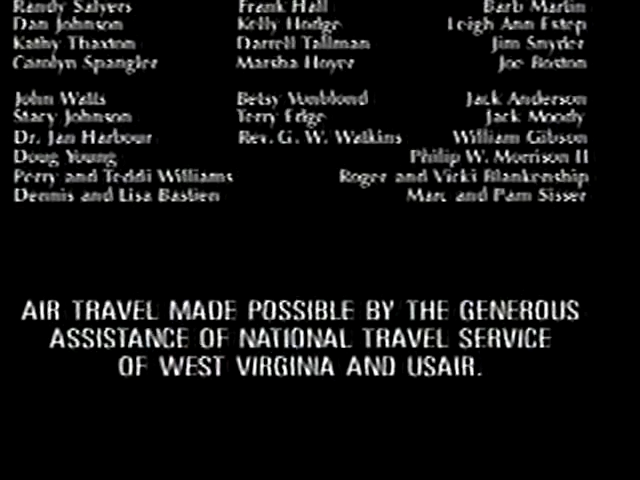 Randy Salyers Frank Hall Barb Martin
Dan Johnson Kelly Hodge Leigh Ann Estep
Kathy Thaxton Darrell Tallman Jim Snyder
Carolyn Spangler Marsha Hoyer Joe Boston
John Watts Betsy Vonblond Jack Anderson
Stacy Johnson Terry Edge Jack Moody
Dr. Jan Harbour Rev. G. W. Watkins William Gibson
Doug Young Philip W. Morrison II
Perry and Teddi Williams Roger and Vicki Blankenship
Dennis and Lisa Bastien Marc and Pam Sisser
AIR TRAVEL MADE POSSIBLE BY THE GENEROUS
ASSISTANCE OF NATIONAL TRAVEL SERVICE
OF WEST VIRGINIA AND USAIR.